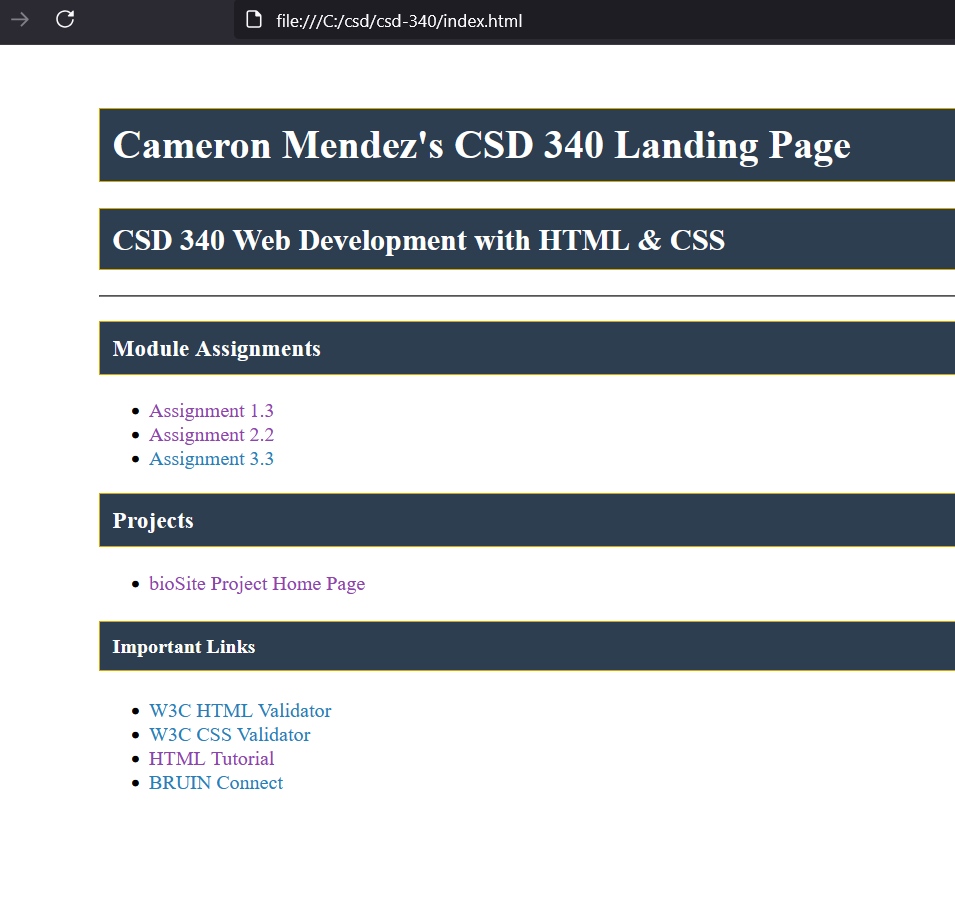 file:///C:/csd/csd-340/index.html
Cameron Mendez's CSD 340 Landing Page
CSD 340 Web Development with HTML & CSS
Module Assignments
Assignment 1.3
Assignment 2.2
Assignment 3.3
Projects
bioSite Project Home Page
Important Links
W3C HTML Validator
W3C CSS Validator
HTML Tutorial
BRUIN Connect